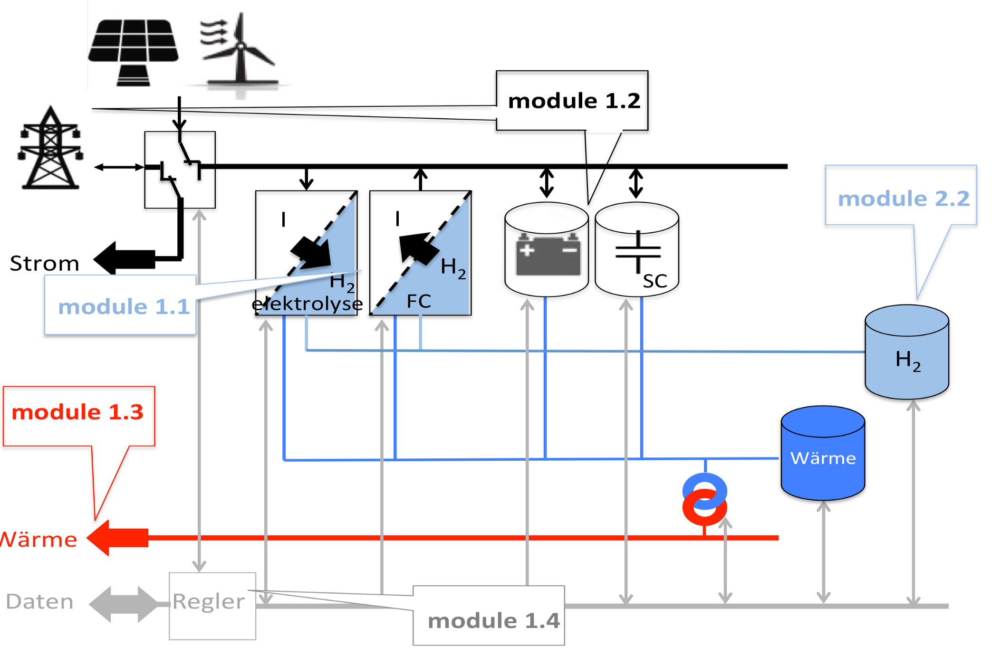 module 1.2
module 2.2
I
I
Strom
H2
H2
SC
elektrolyse
FC
module 1.1
H2
module 1.3
Wärme
Wärme
Daten
Regler
module 1.4
+ −